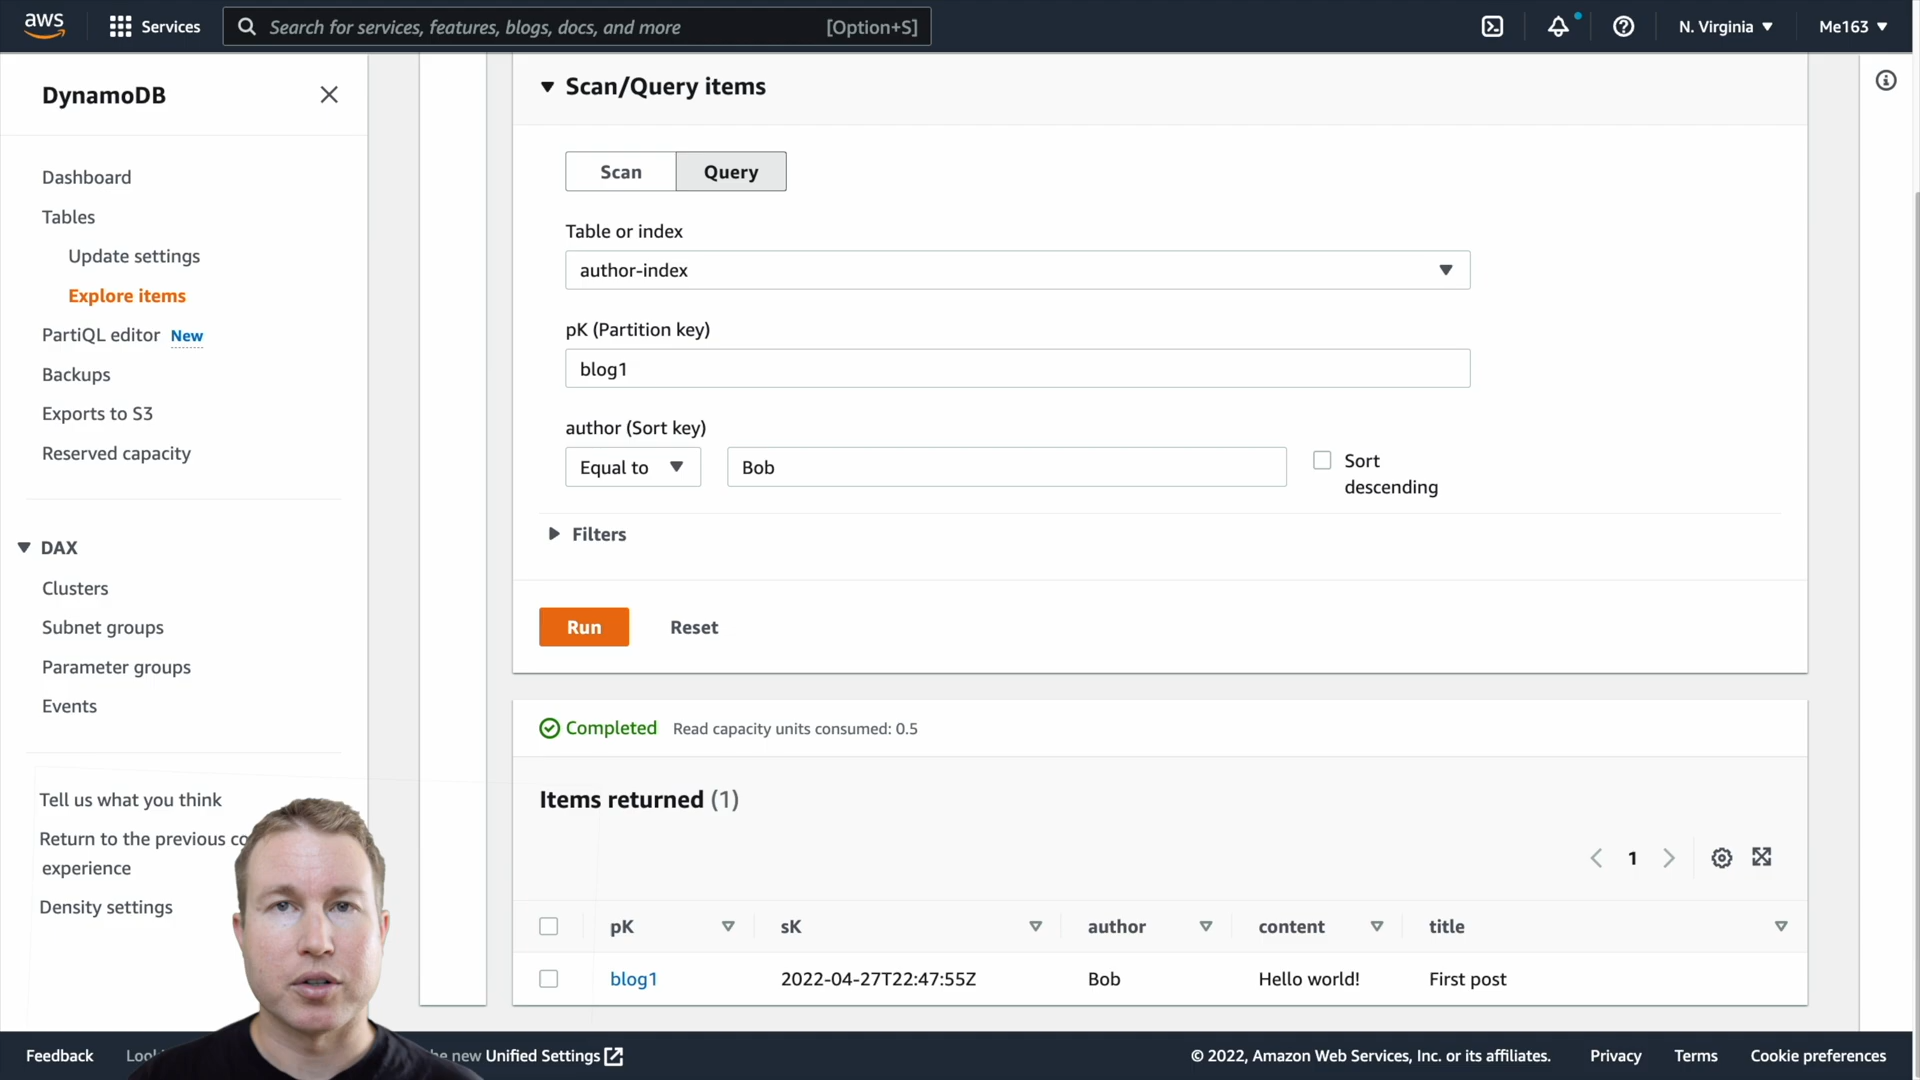 aws
Services
Search for services, features, blogs, docs, and more
[Option+S]
N. Virginia
Me163
DynamoDB
Dashboard
Tables
Update settings
Explore items
PartiQL editor New
Backups
Exports to S3
Reserved capacity
DAX
Clusters
Subnet groups
Parameter groups
Events
Tell us what you think
Return to the previous
experience
Density settings
Scan/Query items
Scan
Query
Table or index
author-index
pK (Partition key)
blog1
author (Sort key)
Equal to
Bob
Sort
descending
Filters
Run
Reset
Completed
Read capacity units consumed: 0.5
Items returned (1)
1
pK sK author content title
blog1 2022-04-27T22:47:55Z Bob Hello world! First post
Feedback
new Unified Settings
© 2022, Amazon Web Services, Inc. or its affiliates.
Privacy
Terms
Cookie preferences